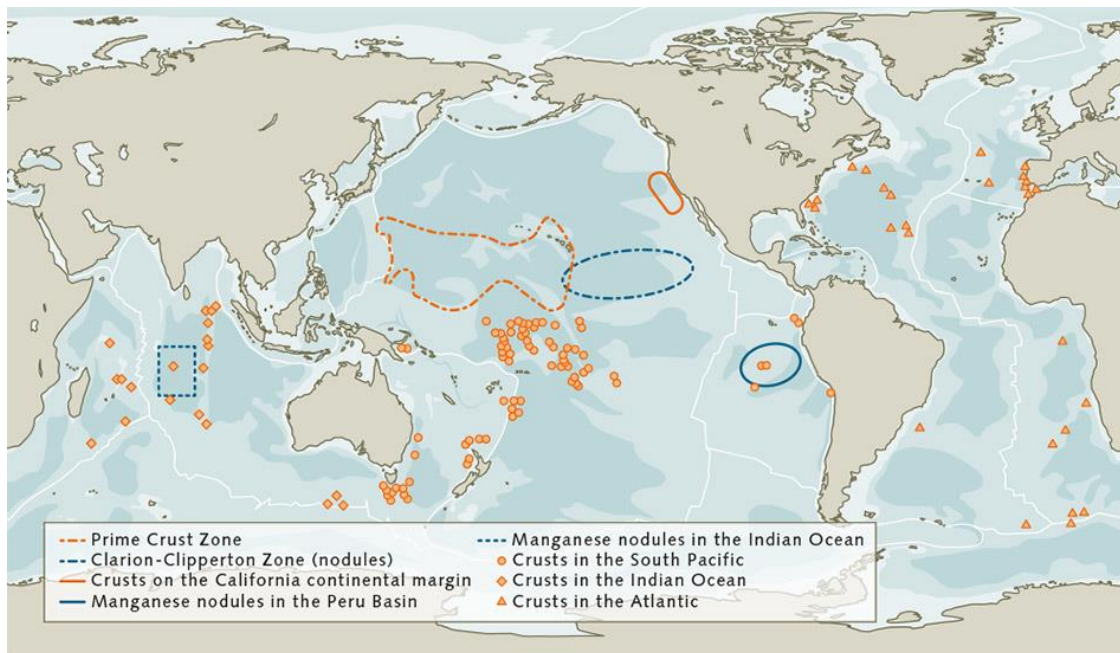 Prime Crust Zone
Clarion-Clipperton Zone (nodules)
Crusts on the California continental margin
Manganese nodules in the Peru Basin
Manganese nodules in the Indian Ocean
Crusts in the South Pacific
Crusts in the Indian Ocean
Crusts in the Atlantic